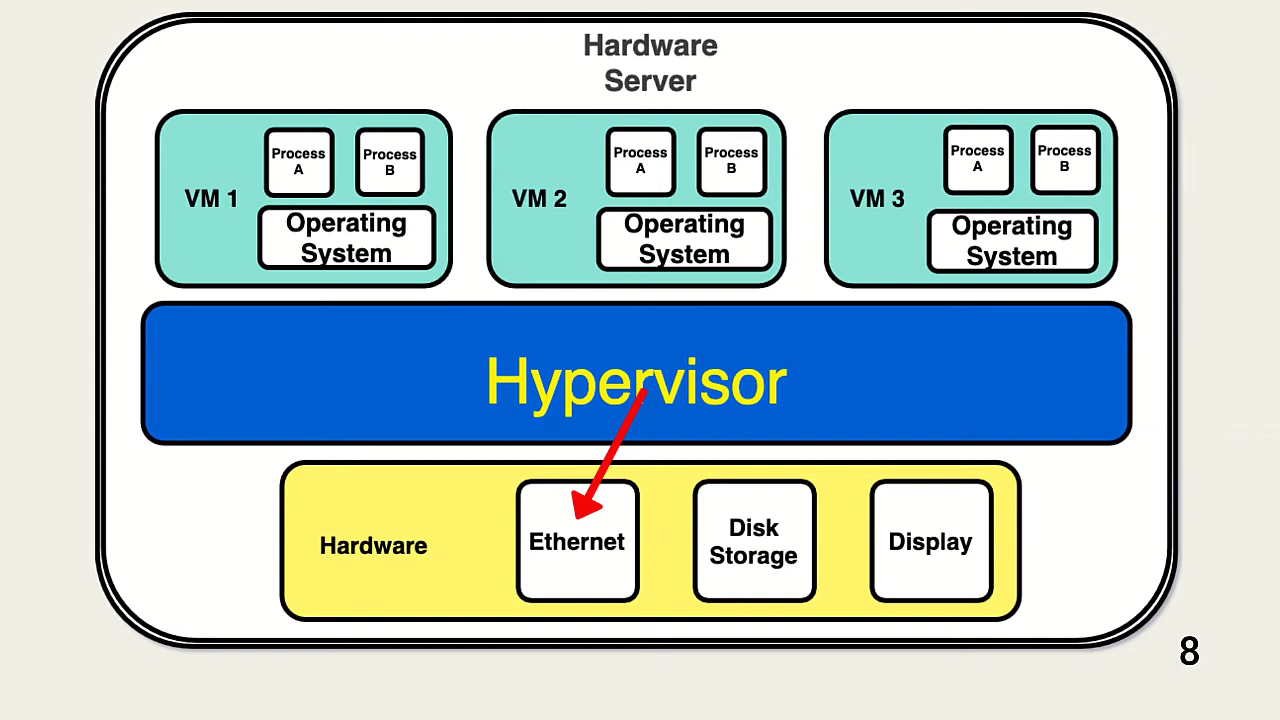 Hardware
Server
VM 1
Process
A
Process
B
Operating
System
VM 2
Process
A
Process
B
Operating
System
VM 3
Process
A
Process
B
Operating
System
Hypervisor
Hardware
Ethernet
Disk
Storage
Display
8